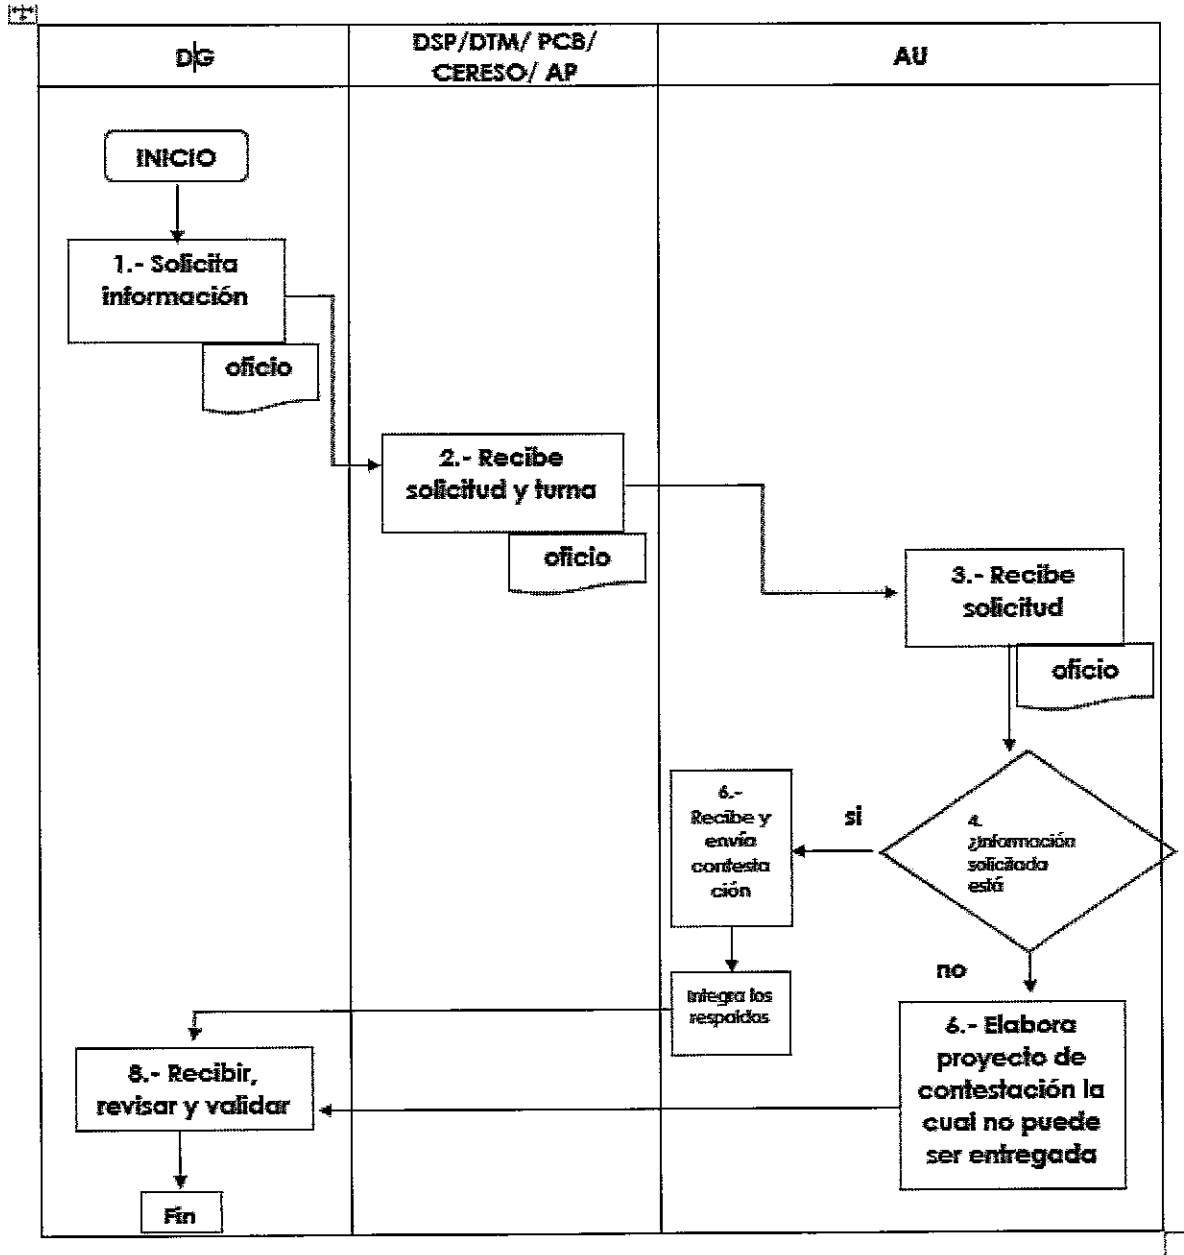 DG
DSP/DTM/ PCB/
CERESO/ AP
AU
INICIO
1.- Solicita
información
oficio
2.- Recibe
solicitud y turna
oficio
3.- Recibe
solicitud
oficio
4.
¿Información
solicitada
está
si
6.-
Recibe y
envía
contesta
ción
no
Integra los
respaldos
6.- Elabora
proyecto de
contestación la
cual no puede
ser entregada
8.- Recibir,
revisar y validar
Fin